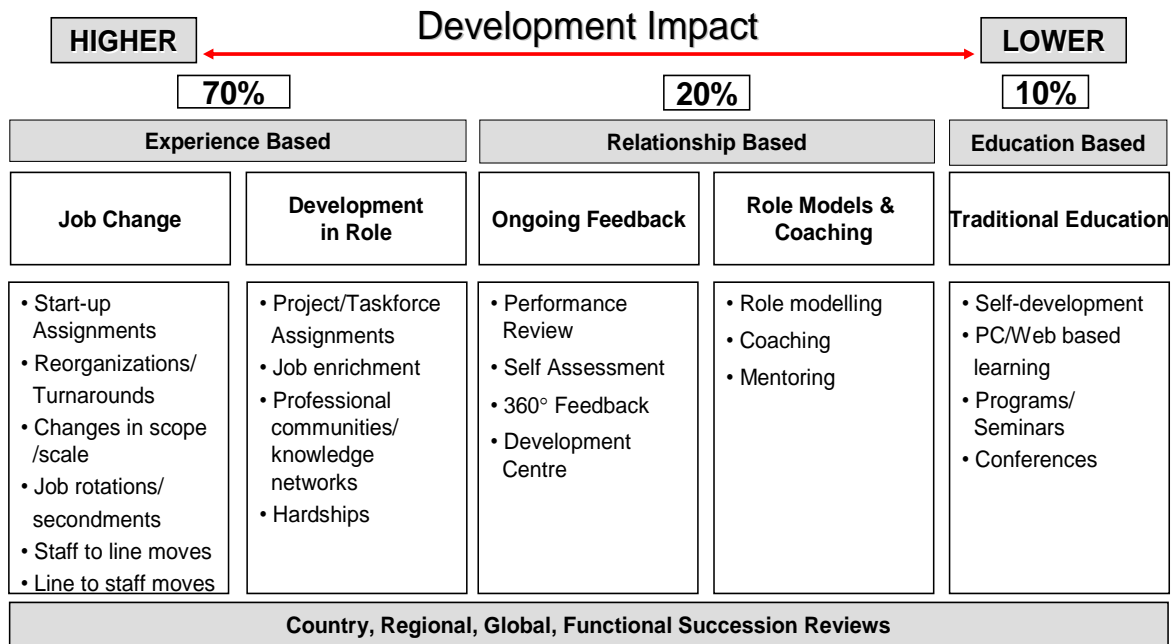 Development Impact
HIGHER
LOWER
70%
20%
10%
Experience Based
Relationship Based
Education Based
Job Change
Development
in Role
Ongoing Feedback
Role Models &
Coaching
Traditional Education
• Start-up
Assignments
• Reorganizations/
Turnarounds
• Changes in scope
/scale
• Job rotations/
secondments
• Staff to line moves
• Line to staff moves
• Project/Taskforce
Assignments
• Job enrichment
• Professional
communities/
knowledge
networks
• Hardships
• Performance
Review
• Self Assessment
• 360° Feedback
• Development
Centre
• Role modelling
• Coaching
• Mentoring
• Self-development
• PC/Web based
learning
• Programs/
Seminars
• Conferences
Country, Regional, Global, Functional Succession Reviews